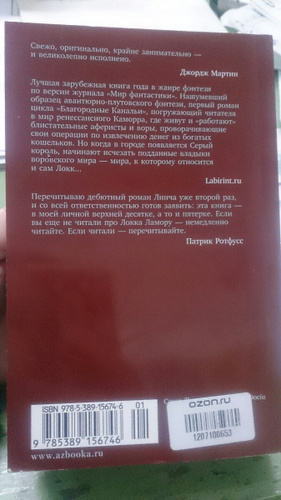 Свежо, оригинально, крайне занимательно —
и великолепно исполнено.
Джордж Мартин
Лучшая зарубежная книга года в жанре фэнтези
по версии журнала «Мир фантастики». Нашумевший
образец авантюрно-плутовского фэнтези, первый роман
цикла «Благородные Канальи», погружающий читателя
в мир ренессансного Каморра, где живут и «работают»
блистательные аферисты и воры, проворачивающие
свои операции по извлечению денег из богатых
кошельков. Но когда в городе появится Серый
король, начинают исчезать подданные владыки
воровского мира — мира, к которому относится
и сам Локк...
Labirint.ru
Перечитываю дебютный роман Линча уже второй раз,
и со всей ответственностью готов заявить: эта книга —
в моей личной верхней десятке, а то и пятерке. Если
вы еще не читали про Локка Ламору — немедленно
читайте. Если читали — перечитывайте.
Патрик Ротфусс
ISBN 978-5-389-15674-6
01
9 785389 156746
www.azbooka.ru
ozon.ru
1207100653